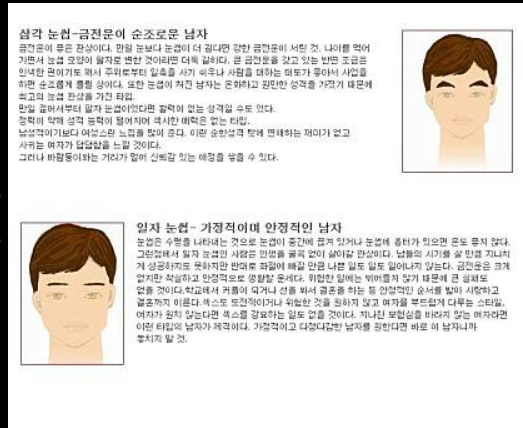 삼각 눈썹-금전운이 순조로운 남자
금전운이 좋은 관상이다. 만일 눈보다 눈썹이 더 길다면 강한 금전운이 서린 것. 나이를 먹어
가면서 눈썹 모양이 팔자로 변한 것이라면 더욱 길하다. 큰 금전운을 갖고 있는 반면 조금은
인색한 편이기도 해서 주위로부터 일축을 사기 쉬우나 사람을 대하는 태도가 좋아서 사업을
하면 순조롭게 풀릴 상이다. 또한 눈썹이 처진 남자는 온화하고 원만한 성격을 가졌기 때문에
최고의 눈썹 관상을 가진 타입.
만일 젊어서부터 팔자 눈썹이었다면 활력이 없는 성격일 수도 있다.
정력이 약해 성적 능력이 떨어지며 섹시한 매력은 없는 타입.
남성적이기보다 여성스런 느낌을 많이 준다. 이런 순한성격 탓에 연애하는 재미가 없고
사귀는 여자가 답답함을 느낄 것이다.
그러나 바람둥이와는 거리가 멀어 신뢰감 있는 애정을 쌓을 수 있다.
일자 눈썹- 가정적이며 안정적인 남자
눈썹은 수평을 나타내는 것으로 눈썹이 중간에 끊겨 있거나 눈썹에 흉터가 있으면 운도 좋지 않다.
그런점에서 일자 눈썹인 사람은 인생을 굴곡 없이 살아갈 관상이다. 남들의 시기를 살 만큼 지나치
게 성공하지도 못하지만 반대로 좌절에 빠질 만큼 나쁜 일도 일도 일어나지 않는다. 금전운은 크게
없지만 착실하고 안정적으로 생활할 운세다. 위험한 일에는 뛰어들지 않기 때문에 큰 실패도
없을 것이다.학교에서 커플이 되거나 선을 봐서 결혼을 하는 등 안정적인 순서를 밟아 사랑하고
결혼까지 이룬다.섹스도 도전적이거나 위험한 것을 원하지 않고 여자를 부드럽게 다루는 스타일.
여자가 원치 않는다면 섹스를 강요하는 일도 없을 것이다. 지나친 모험심을 바라지 않는 여자라면
이런 타입의 남자가 제격이다. 가정적이고 다정다감한 남자를 원한다면 바로 이 남자니까
놓치지 말 것.